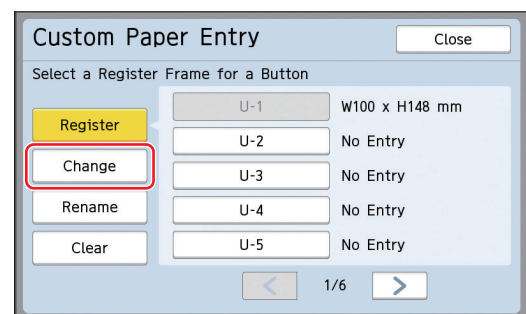 Custom Paper Entry Close
Select a Register Frame for a Button
Register
Change
Rename
Clear
U-1 W100 x H148 mm
U-2 No Entry
U-3 No Entry
U-4 No Entry
U-5 No Entry
< 1/6 >